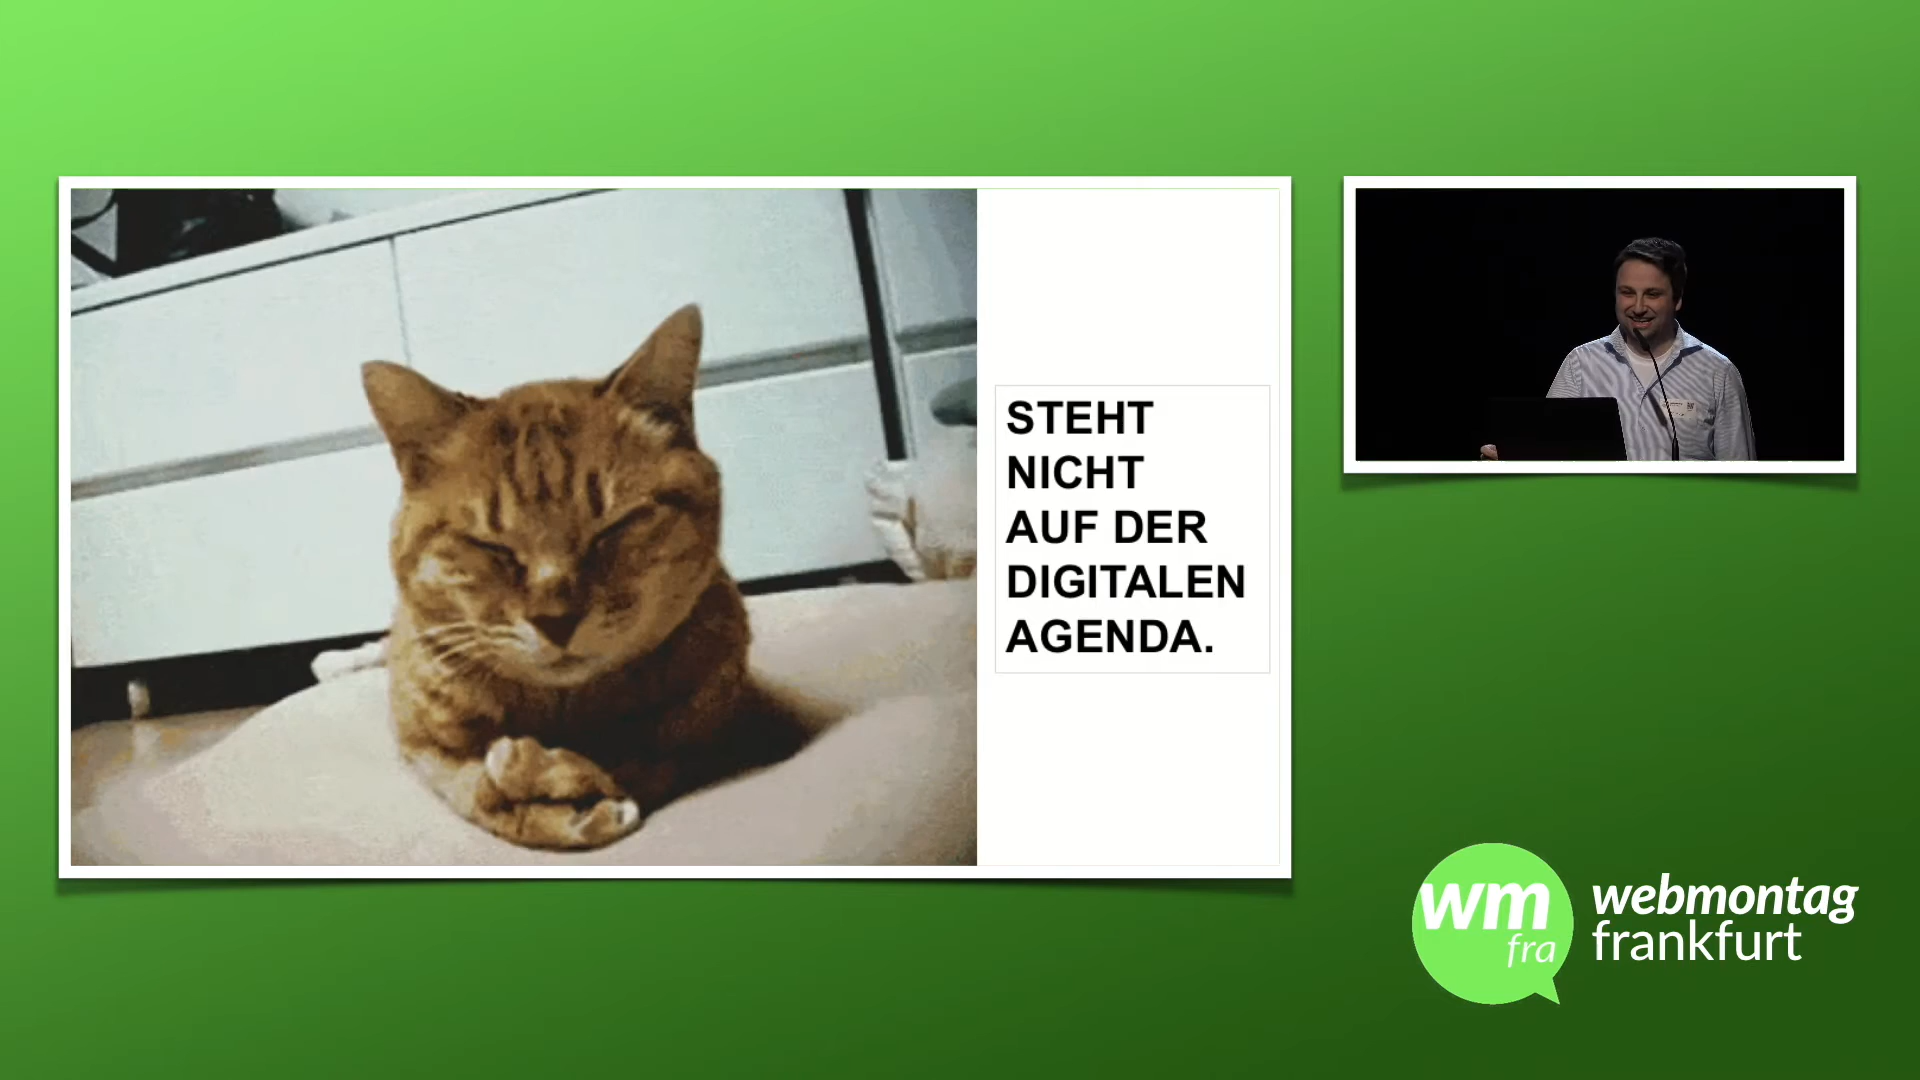 STEHT
NICHT
AUF DER
DIGITALEN
AGENDA.
wm
fra
webmontag
frankfurt